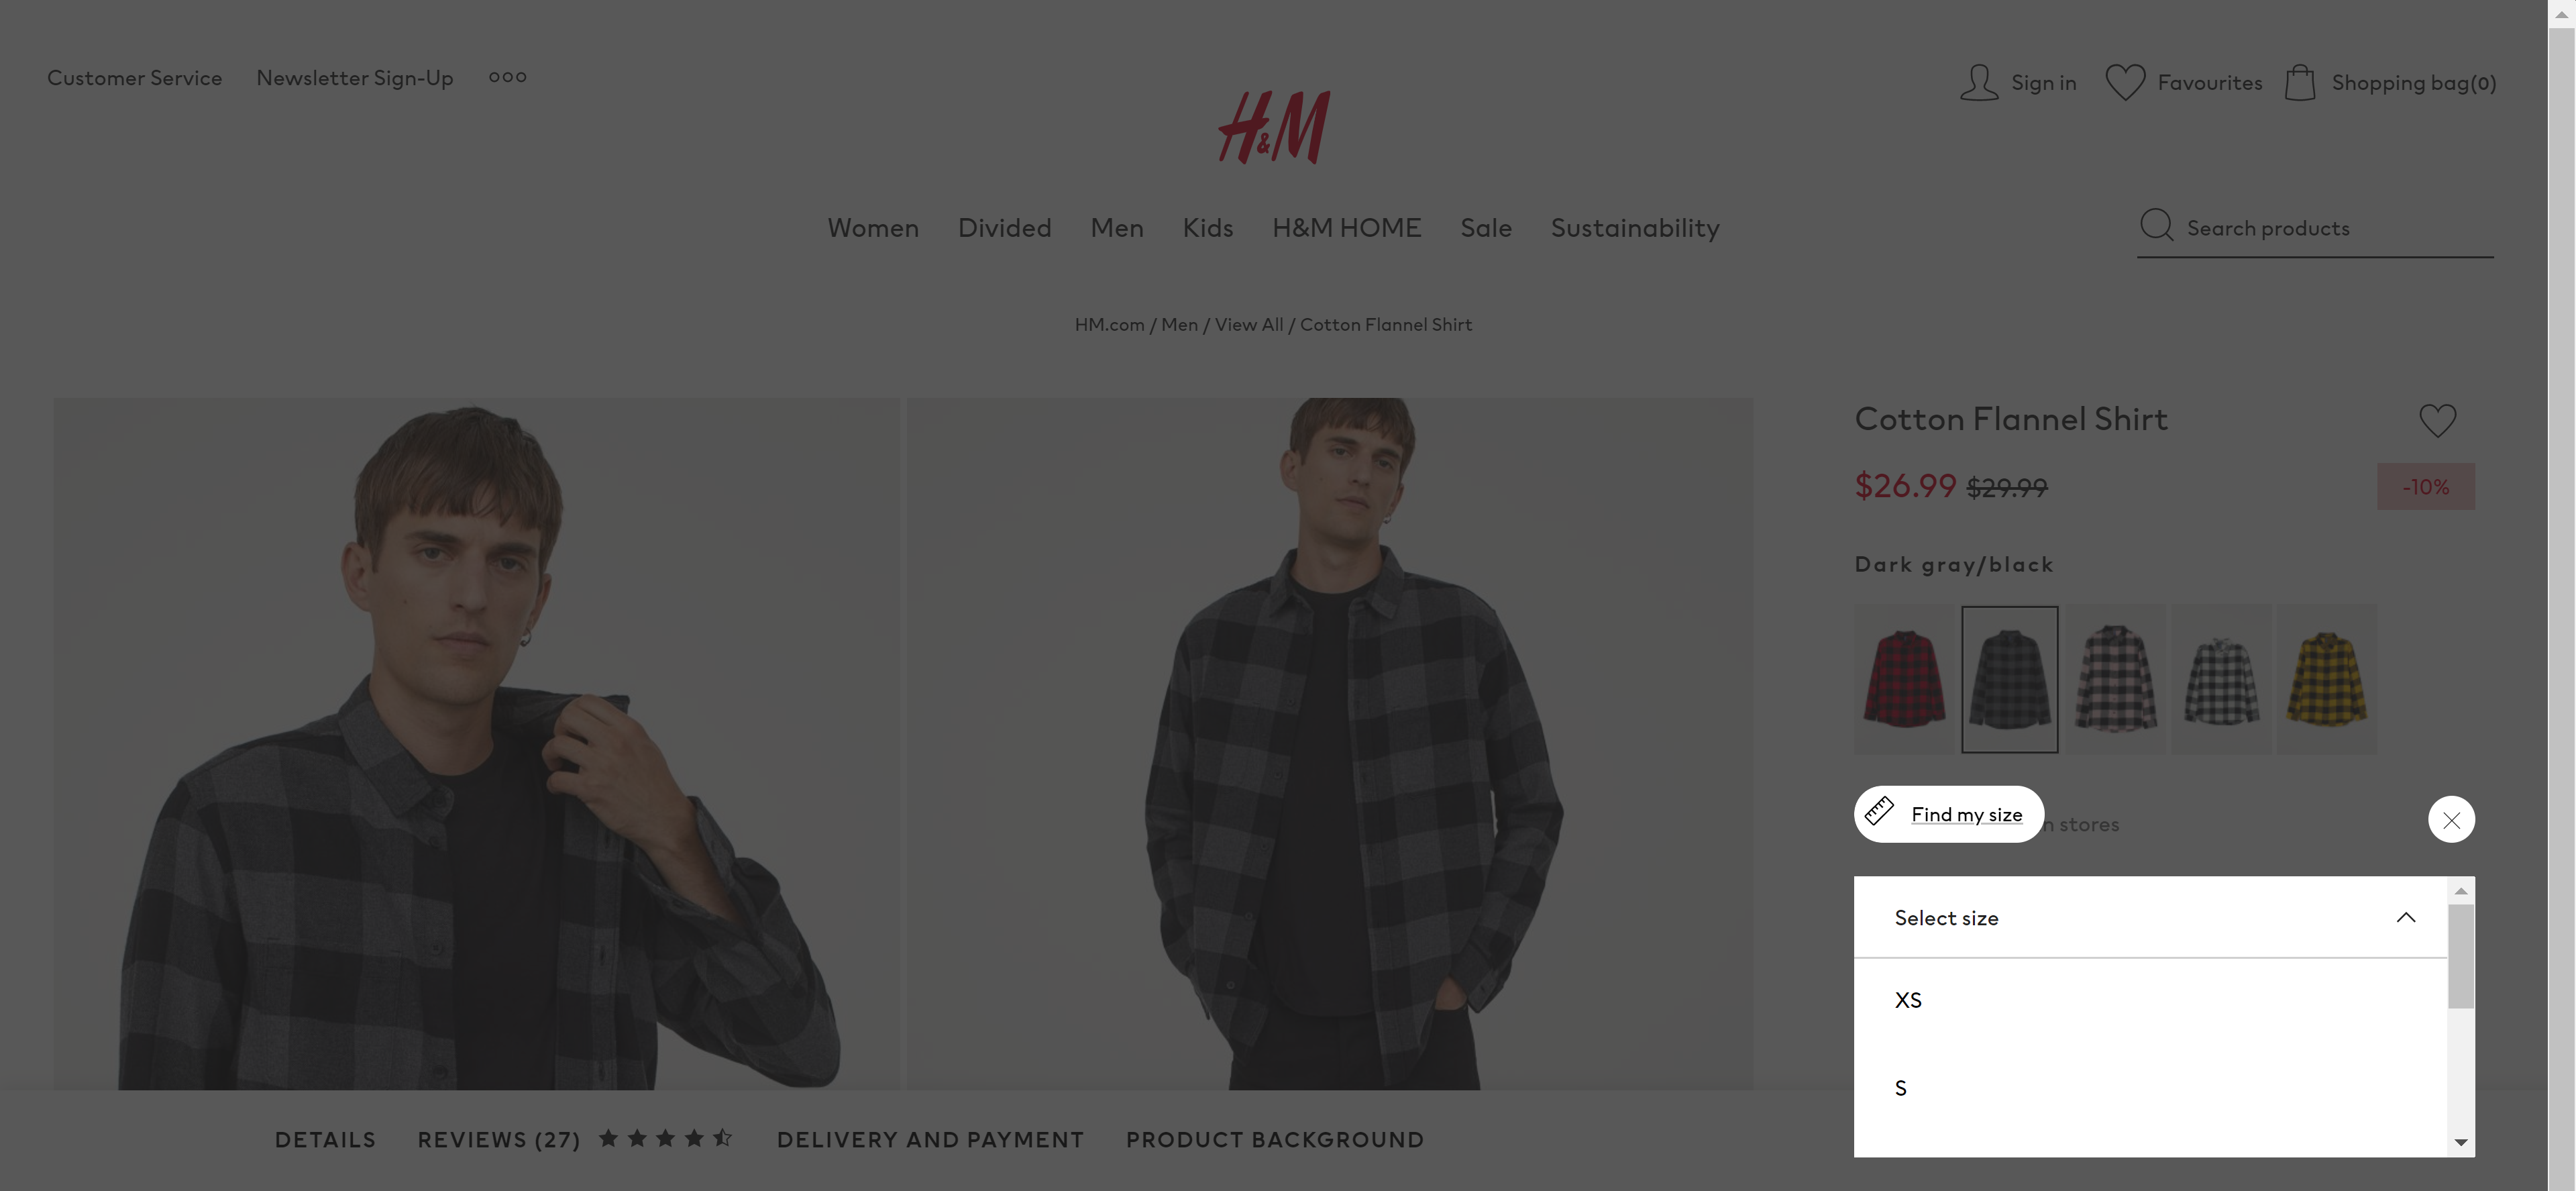 Customer Service Newsletter Sign-Up
Sign in Favourites Shopping bag(0)
H&M
Women Divided Men Kids H&M HOME Sale Sustainability
Search products
HM.com / Men / View All / Cotton Flannel Shirt
Cotton Flannel Shirt
$26.99 $29.99
-10%
Dark gray/black
Find my size
n stores
Select size
XS
S
DETAILS REVIEWS (27) DELIVERY AND PAYMENT PRODUCT BACKGROUND